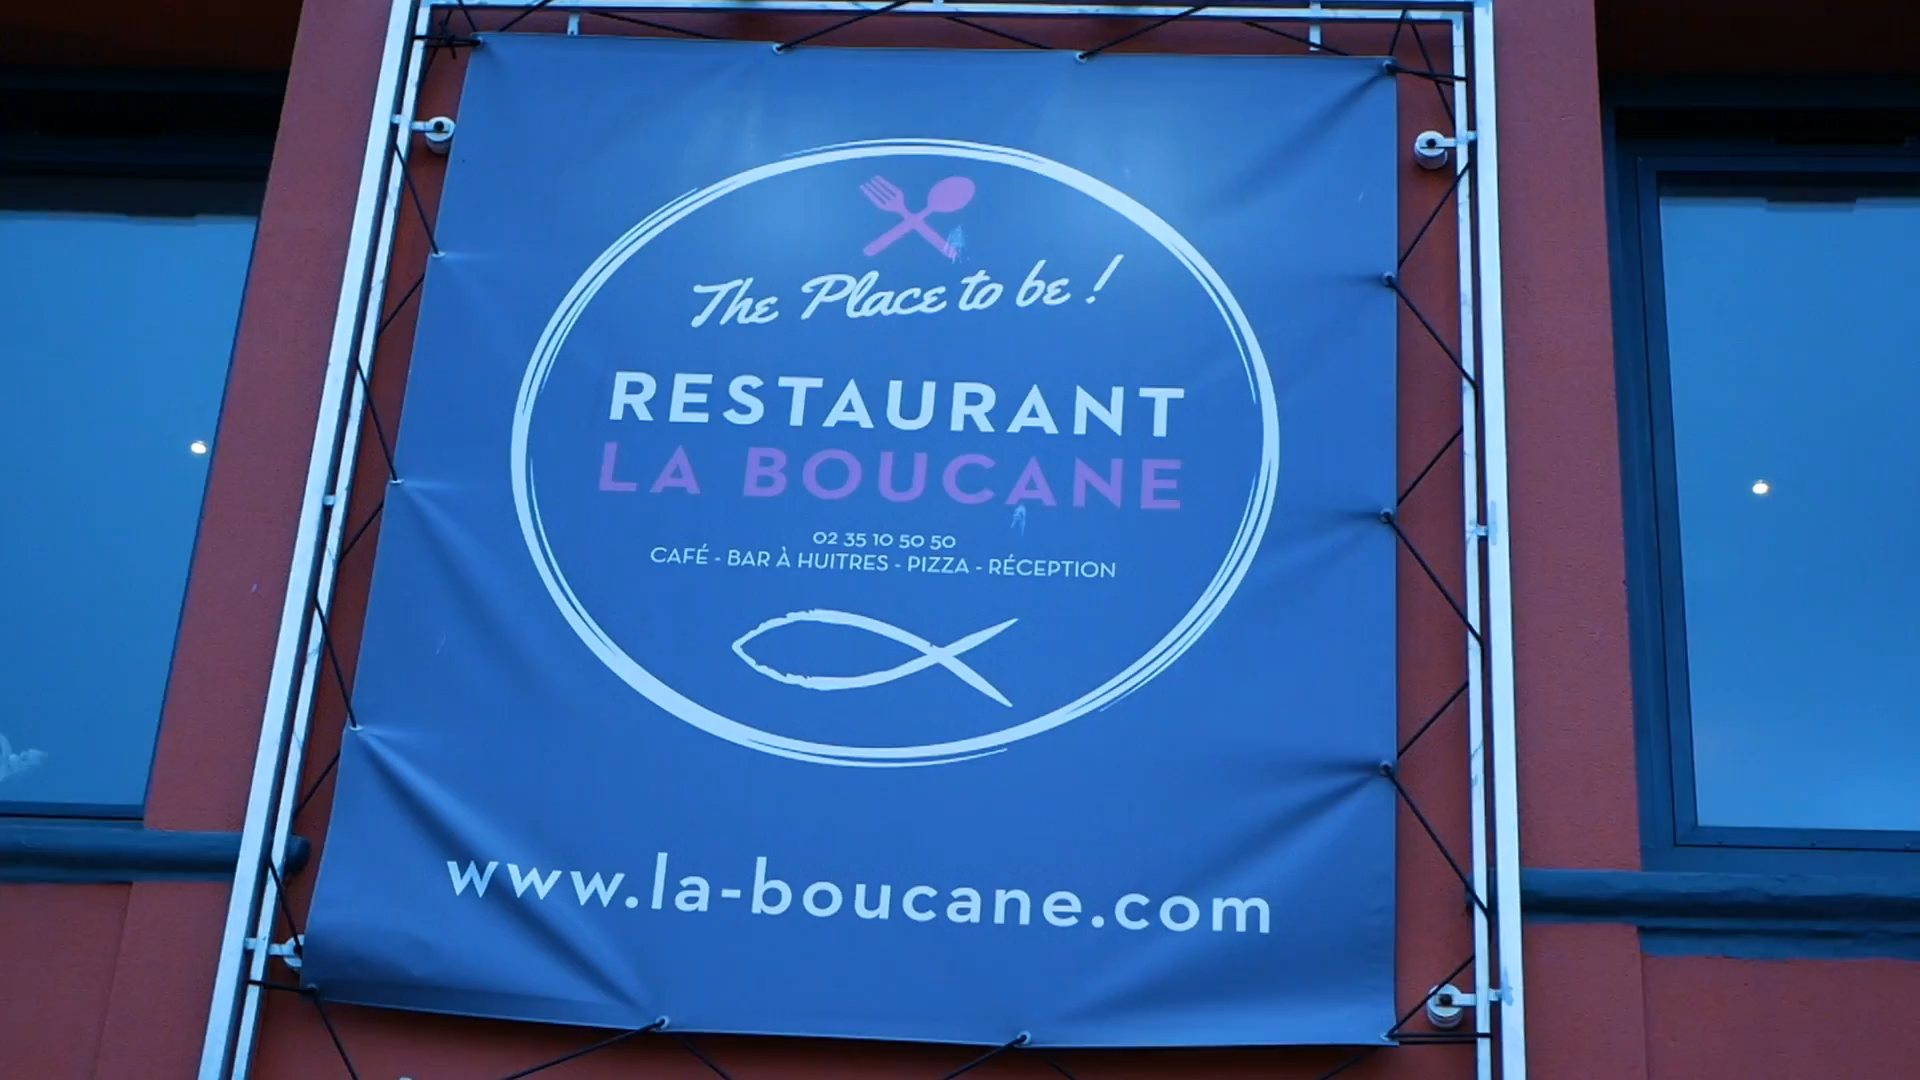 The Place to be !
RESTAURANT
LA BOUCANE
02 35 10 50 50
CAFÉ - BAR À HUITRES - PIZZA - RÉCEPTION
www.la-boucane.com